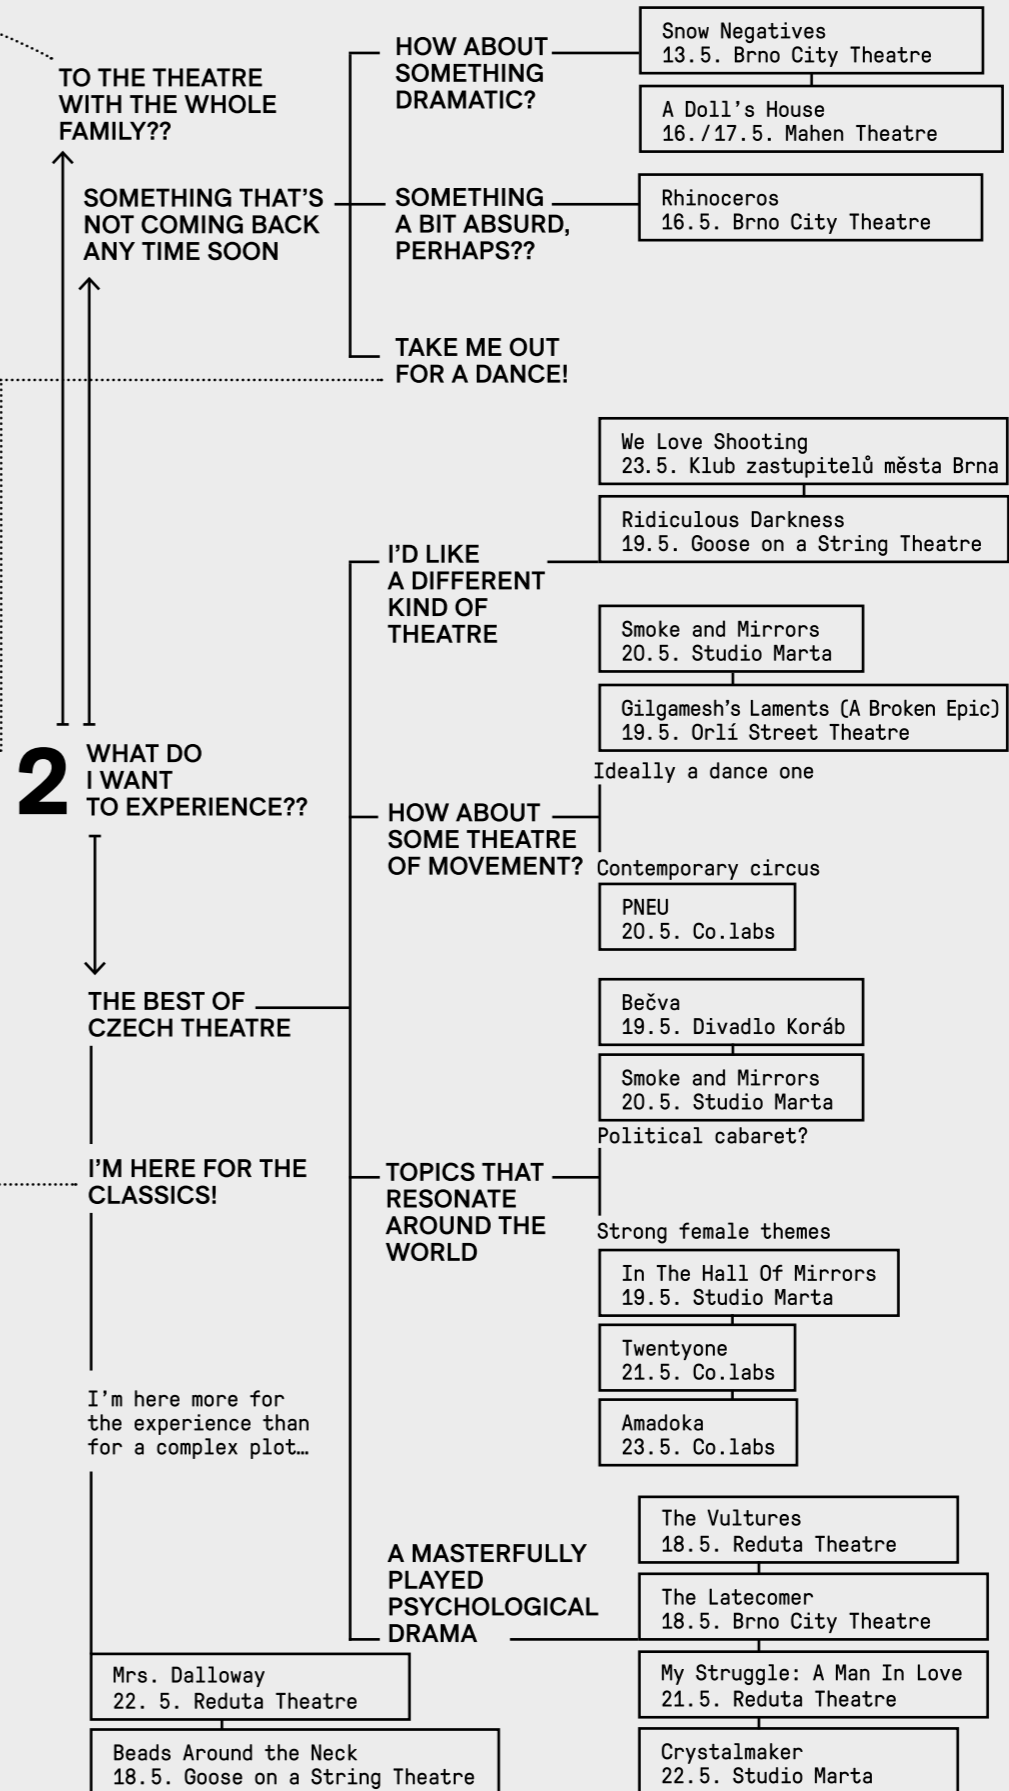 TO THE THEATRE
WITH THE WHOLE
FAMILY??
SOMETHING THAT'S
NOT COMING BACK
ANY TIME SOON
HOW ABOUT
SOMETHING
DRAMATIC?
Snow Negatives
13.5. Brno City Theatre
A Doll's House
16./17.5. Mahen Theatre
SOMETHING
A BIT ABSURD,
PERHAPS??
Rhinoceros
16.5. Brno City Theatre
TAKE ME OUT
FOR A DANCE!
2
WHAT DO
I WANT
TO EXPERIENCE??
THE BEST OF
CZECH THEATRE
I'D LIKE
A DIFFERENT
KIND OF
THEATRE
We Love Shooting
23.5. Klub zastupitelů města Brna
Ridiculous Darkness
19.5. Goose on a String Theatre
HOW ABOUT
SOME THEATRE
OF MOVEMENT?
Smoke and Mirrors
20.5. Studio Marta
Gilgamesh's Laments (A Broken Epic)
19.5. Orlí Street Theatre
Ideally a dance one
Contemporary circus
PNEU
20.5. Co.labs
TOPICS THAT
RESONATE
AROUND THE
WORLD
Bečva
19.5. Divadlo Koráb
Smoke and Mirrors
20.5. Studio Marta
Political cabaret?
Strong female themes
In The Hall Of Mirrors
19.5. Studio Marta
Twentyone
21.5. Co.labs
Amadoka
23.5. Co.labs
A MASTERFULLY
PLAYED
PSYCHOLOGICAL
DRAMA
The Vultures
18.5. Reduta Theatre
The Latecomer
18.5. Brno City Theatre
My Struggle: A Man In Love
21.5. Reduta Theatre
Crystalmaker
22.5. Studio Marta
I'M HERE FOR THE
CLASSICS!
I'm here more for
the experience than
for a complex plot…
Mrs. Dalloway
22. 5. Reduta Theatre
Beads Around the Neck
18.5. Goose on a String Theatre